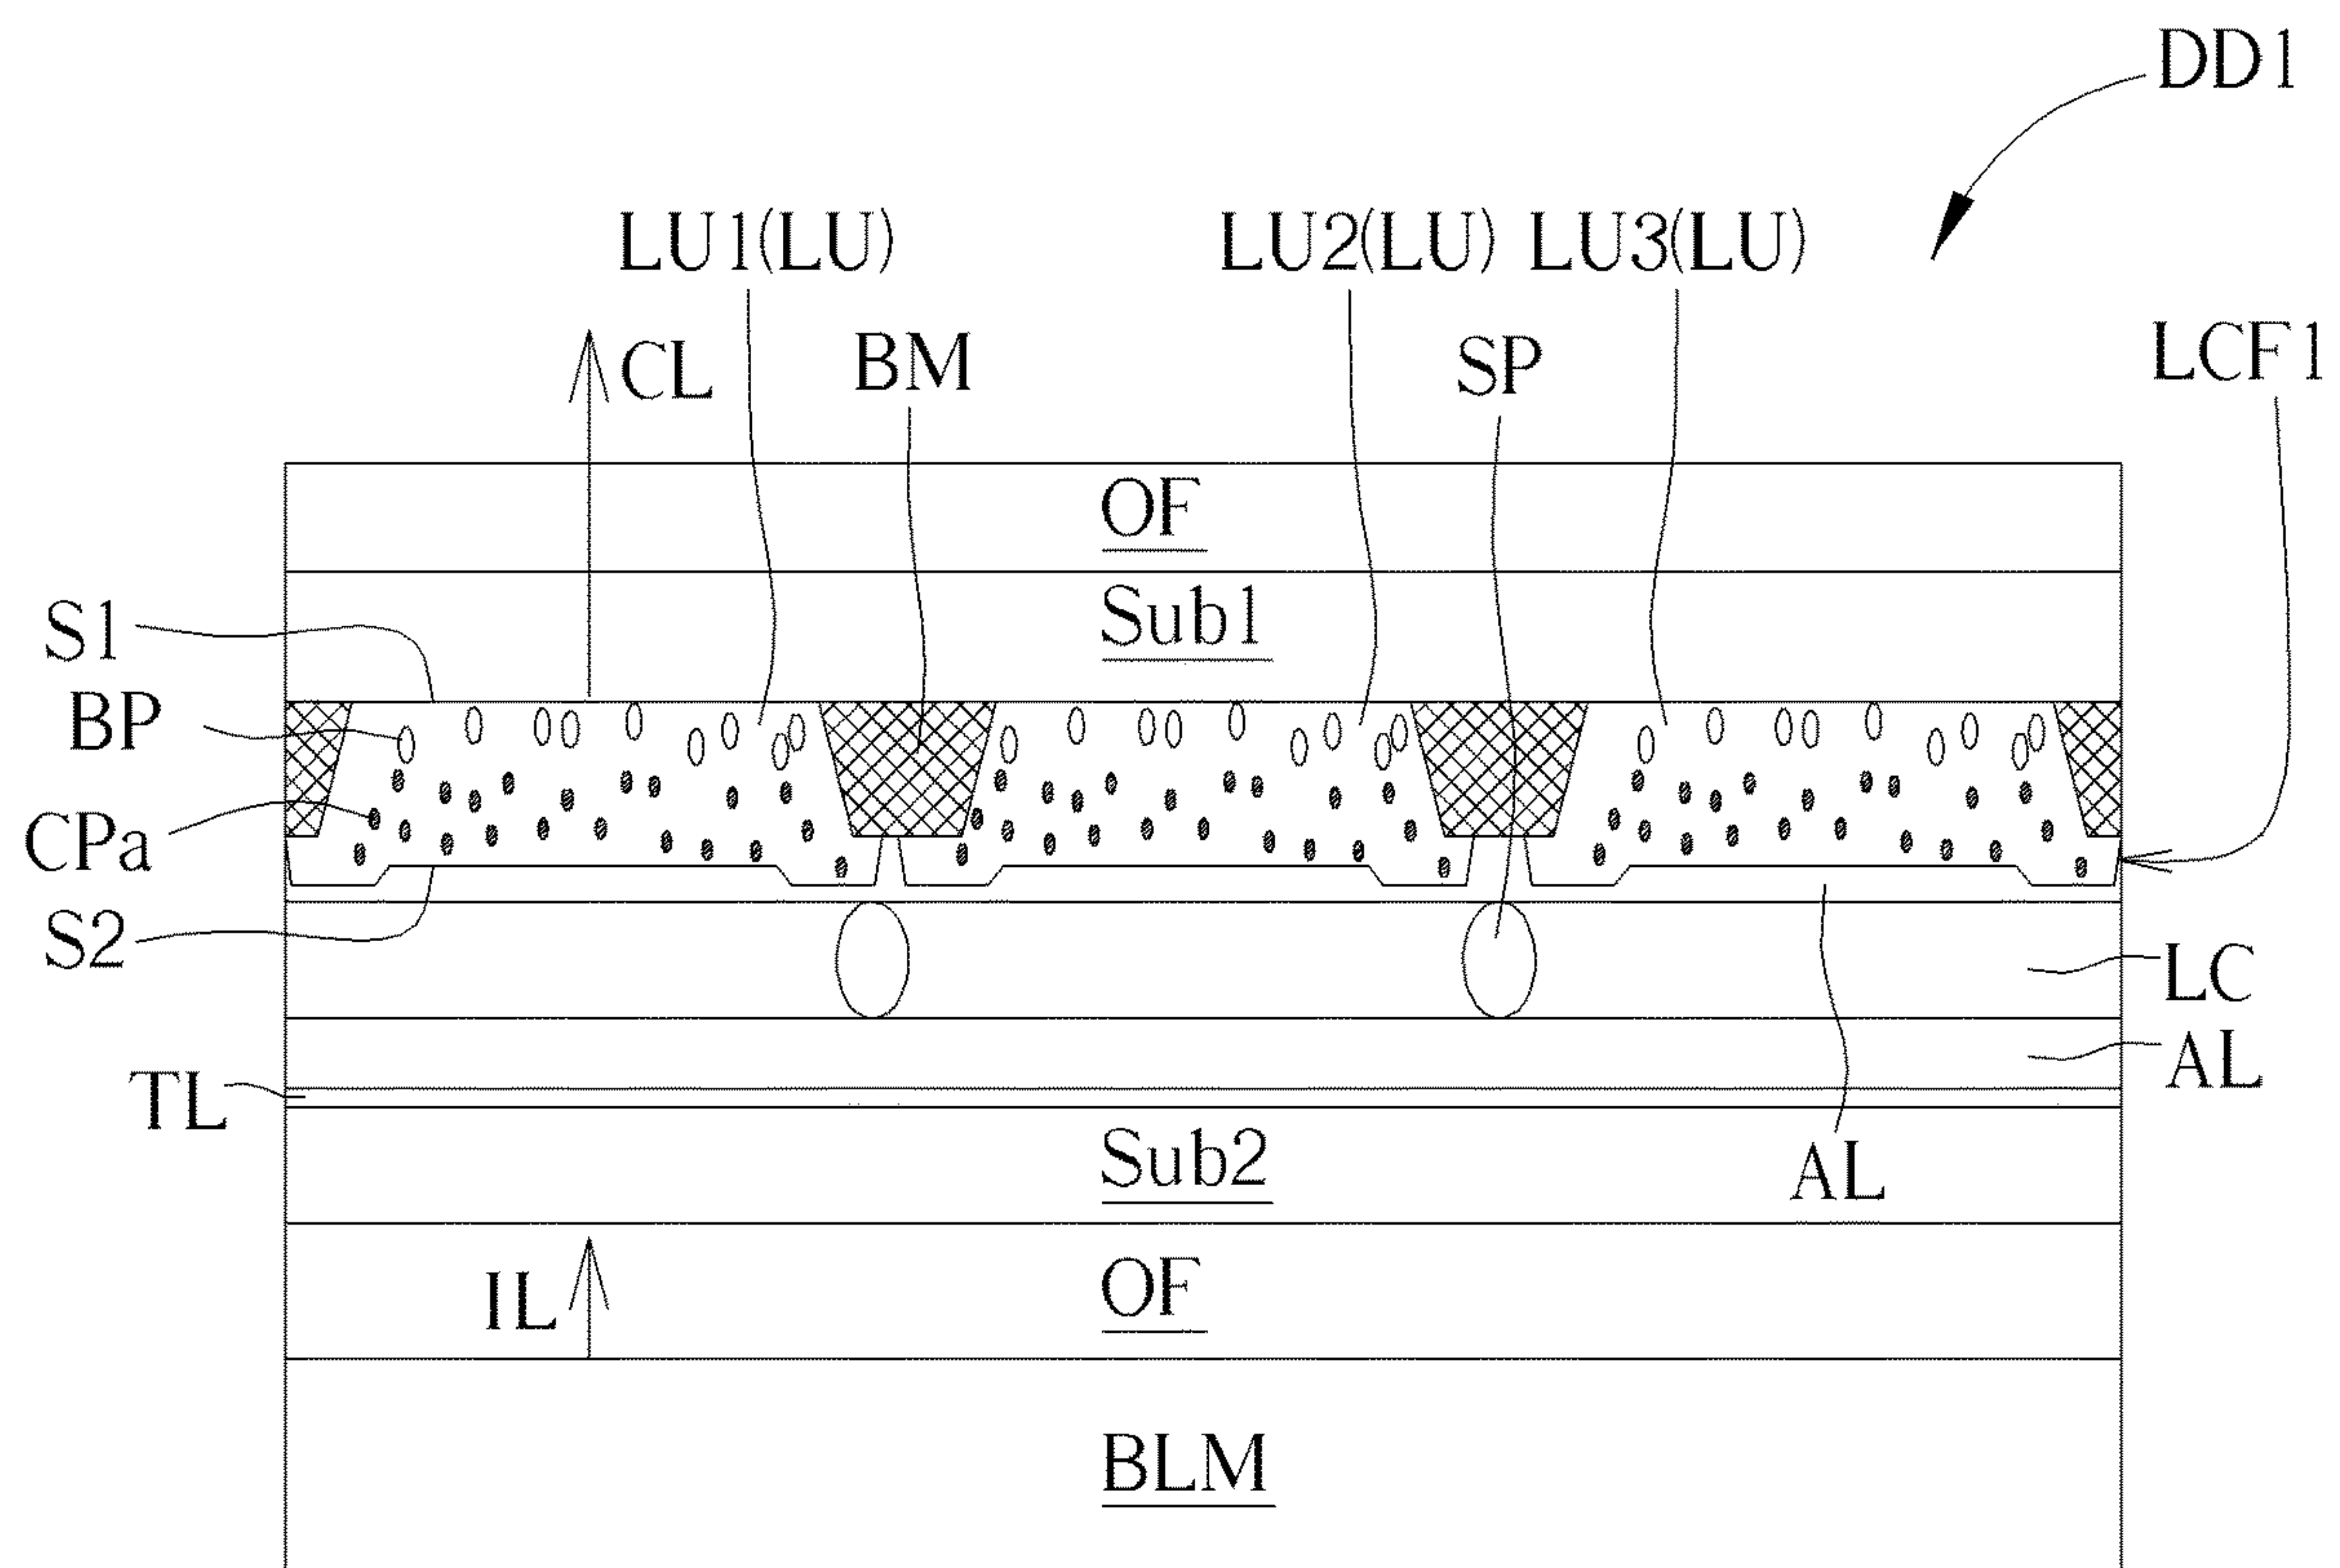 DD1
LU1(LU) LU2(LU) LU3(LU)
CL BM SP LCF1
OF
Sub1
S1
BP
CPa
S2
LC
AL
TL
Sub2
AL
IL
OF
BLM